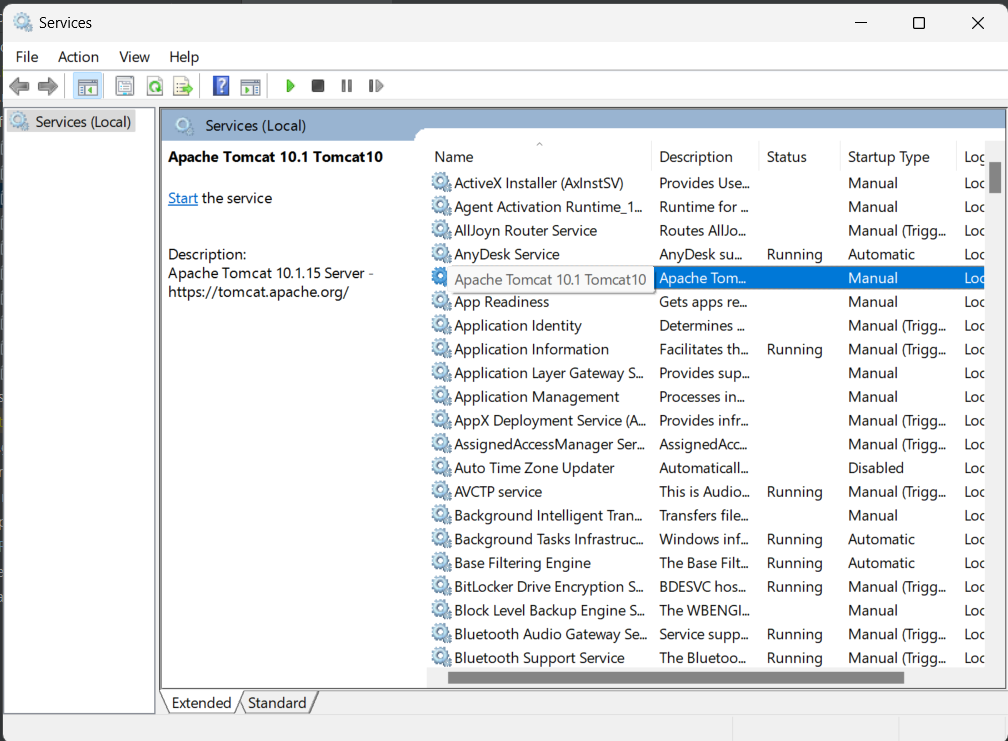 Services
File Action View Help
Services (Local)
Services (Local)
Apache Tomcat 10.1 Tomcat10
Start the service
Description:
Apache Tomcat 10.1.15 Server -
https://tomcat.apache.org/
Name Description Status Startup Type Log
ActiveX Installer (AxInstSV) Provides Use... Manual Loc
Agent Activation Runtime_1... Runtime for ... Manual Loc
AllJoyn Router Service Routes AllJo... Manual (Trigg... Loc
AnyDesk Service AnyDesk su... Running Automatic Loc
Apache Tomcat 10.1 Tomcat10 Apache Tom... Manual Loc
App Readiness Gets apps re... Manual Loc
Application Identity Determines ... Manual (Trigg... Loc
Application Information Facilitates th... Running Manual (Trigg... Loc
Application Layer Gateway S... Provides sup... Manual Loc
Application Management Processes in... Manual Loc
AppX Deployment Service (A... Provides infr... Manual (Trigg... Loc
AssignedAccessManager Ser... AssignedAcc... Manual (Trigg... Loc
Auto Time Zone Updater Automaticall... Disabled Loc
AVCTP service This is Audio... Running Manual (Trigg... Loc
Background Intelligent Tran... Transfers file... Manual Loc
Background Tasks Infrastruc... Windows inf... Running Automatic Loc
Base Filtering Engine The Base Filt... Running Automatic Loc
BitLocker Drive Encryption S... BDESVC hos... Running Manual (Trigg... Loc
Block Level Backup Engine S... The WBENGI... Manual Loc
Bluetooth Audio Gateway Se... Service supp... Running Manual (Trigg... Loc
Bluetooth Support Service The Bluetoo... Running Manual (Trigg... Loc
Extended Standard